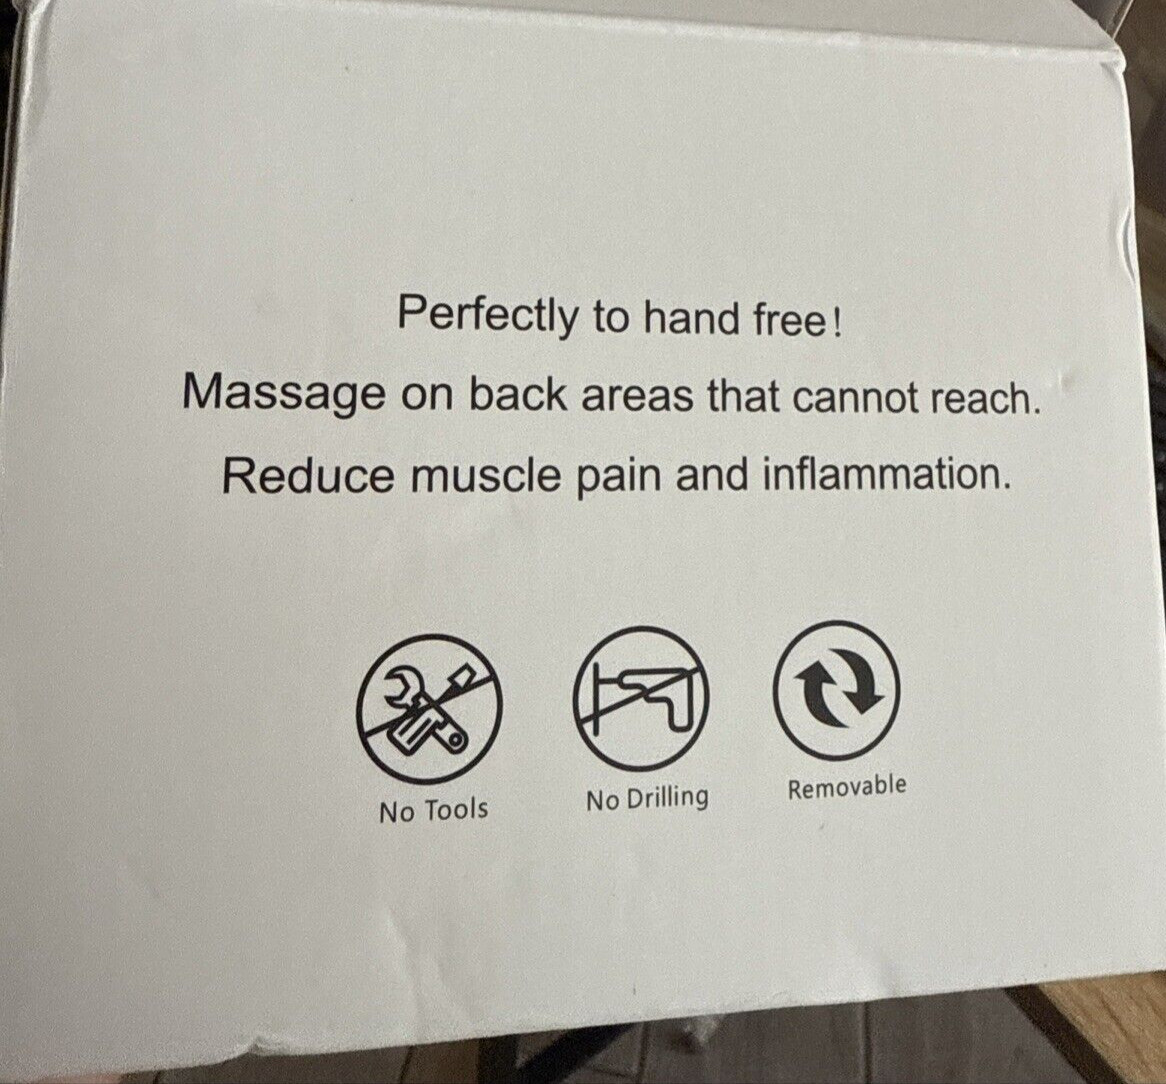 Perfectly to hand free!
Massage on back areas that cannot reach.
Reduce muscle pain and inflammation.
No Tools
No Drilling
Removable